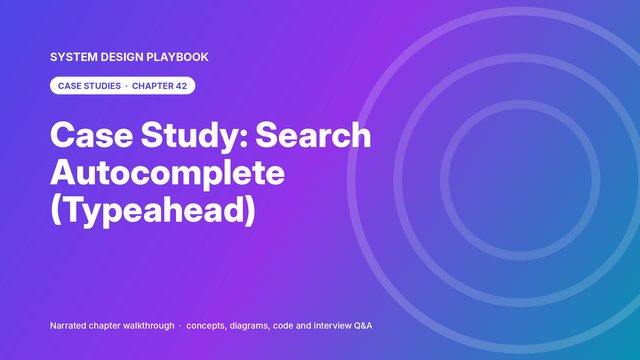 SYSTEM DESIGN PLAYBOOK
CASE STUDIES · CHAPTER 42
Case Study: Search
Autocomplete
(Typeahead)
Narrated chapter walkthrough · concepts, diagrams, code and interview Q&A